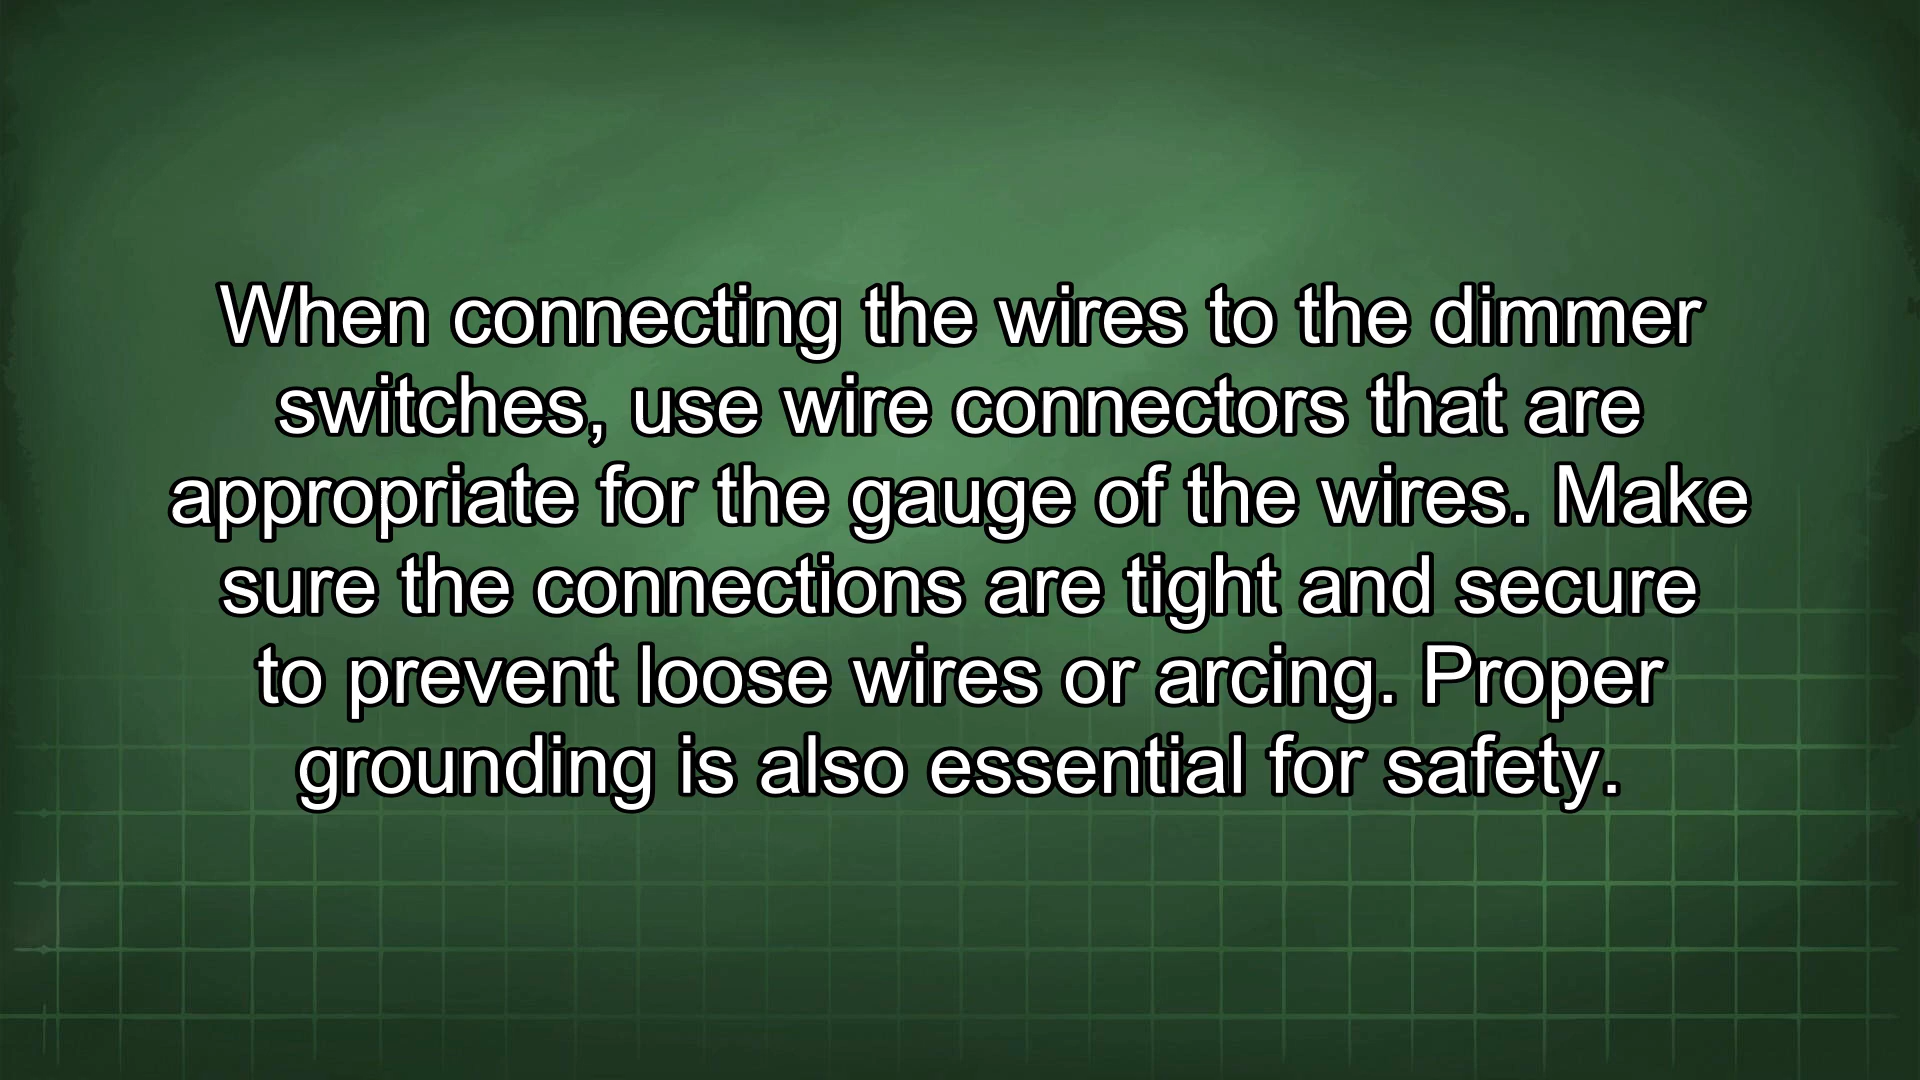 When connecting the wires to the dimmer
switches, use wire connectors that are
appropriate for the gauge of the wires. Make
sure the connections are tight and secure
to prevent loose wires or arcing. Proper
grounding is also essential for safety.